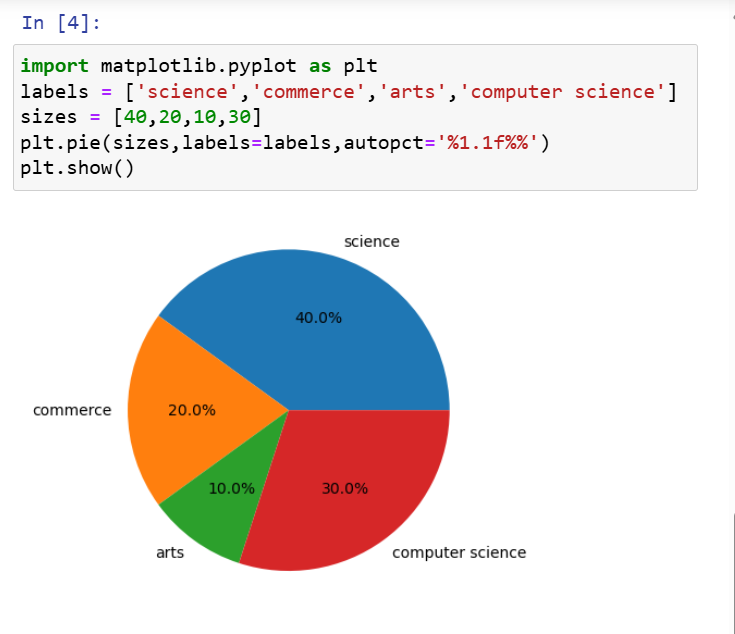 In [4]:
import matplotlib.pyplot as plt
labels = ['science','commerce','arts','computer science']
sizes = [40,20,10,30]
plt.pie(sizes,labels=labels,autopct='%1.1f%%')
plt.show()
science
40.0%
commerce
20.0%
10.0%
30.0%
arts
computer science